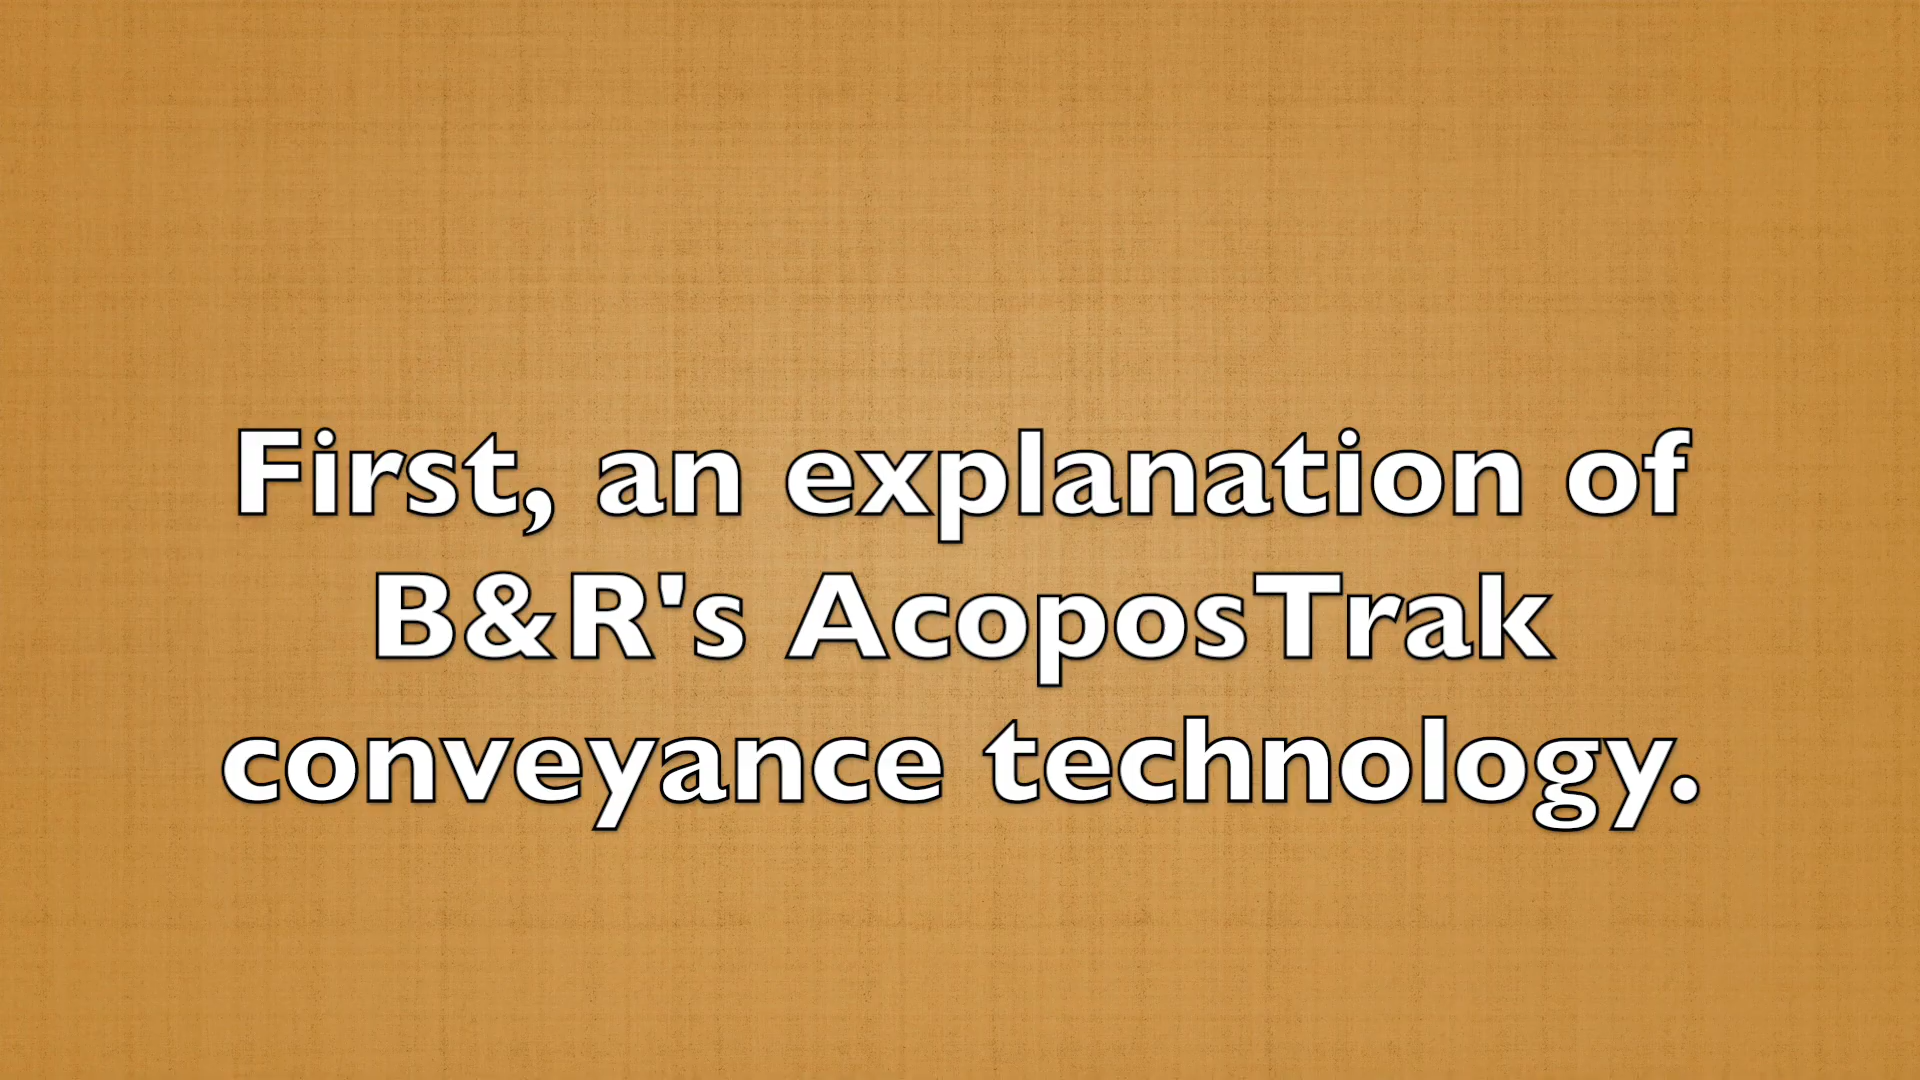 First, an explanation of
B&R's AcoposTrak
conveyance technology.